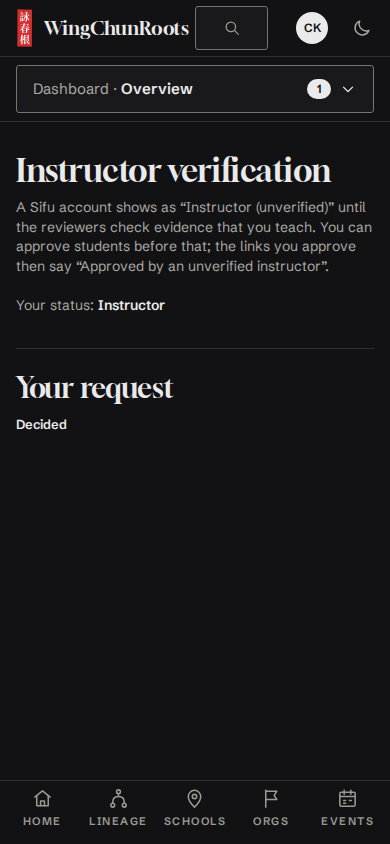 詠春根
WingChunRoots
CK
Dashboard · Overview
1
Instructor verification
A Sifu account shows as “Instructor (unverified)” until
the reviewers check evidence that you teach. You can
approve students before that; the links you approve
then say “Approved by an unverified instructor”.
Your status: Instructor
Your request
Decided
HOME
LINEAGE
SCHOOLS
ORGS
EVENTS